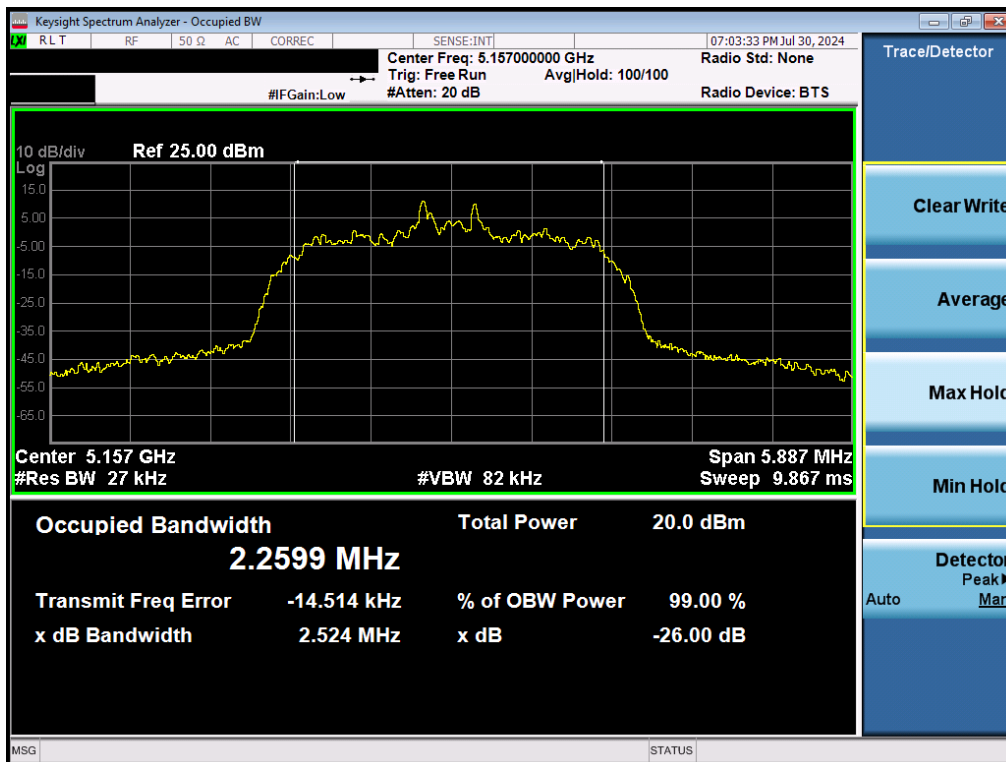 Keysight Spectrum Analyzer - Occupied BW
LXI RLT RF 50 Ω AC CORREC SENSE:INT 07:03:33 PM Jul 30, 2024
Center Freq: 5.157000000 GHz Radio Std: None
Trig: Free Run Avg|Hold: 100/100
#IFGain:Low #Atten: 20 dB Radio Device: BTS
10 dB/div Ref 25.00 dBm
Log
15.0
5.00
-5.00
-15.0
-25.0
-35.0
-45.0
-55.0
-65.0
Center 5.157 GHz Span 5.887 MHz
#Res BW 27 kHz #VBW 82 kHz Sweep 9.867 ms
Occupied Bandwidth Total Power 20.0 dBm
2.2599 MHz
Transmit Freq Error -14.514 kHz % of OBW Power 99.00 %
x dB Bandwidth 2.524 MHz x dB -26.00 dB
MSG STATUS
Trace/Detector
Clear Write
Average
Max Hold
Min Hold
Detector
Peak▶
Auto Man